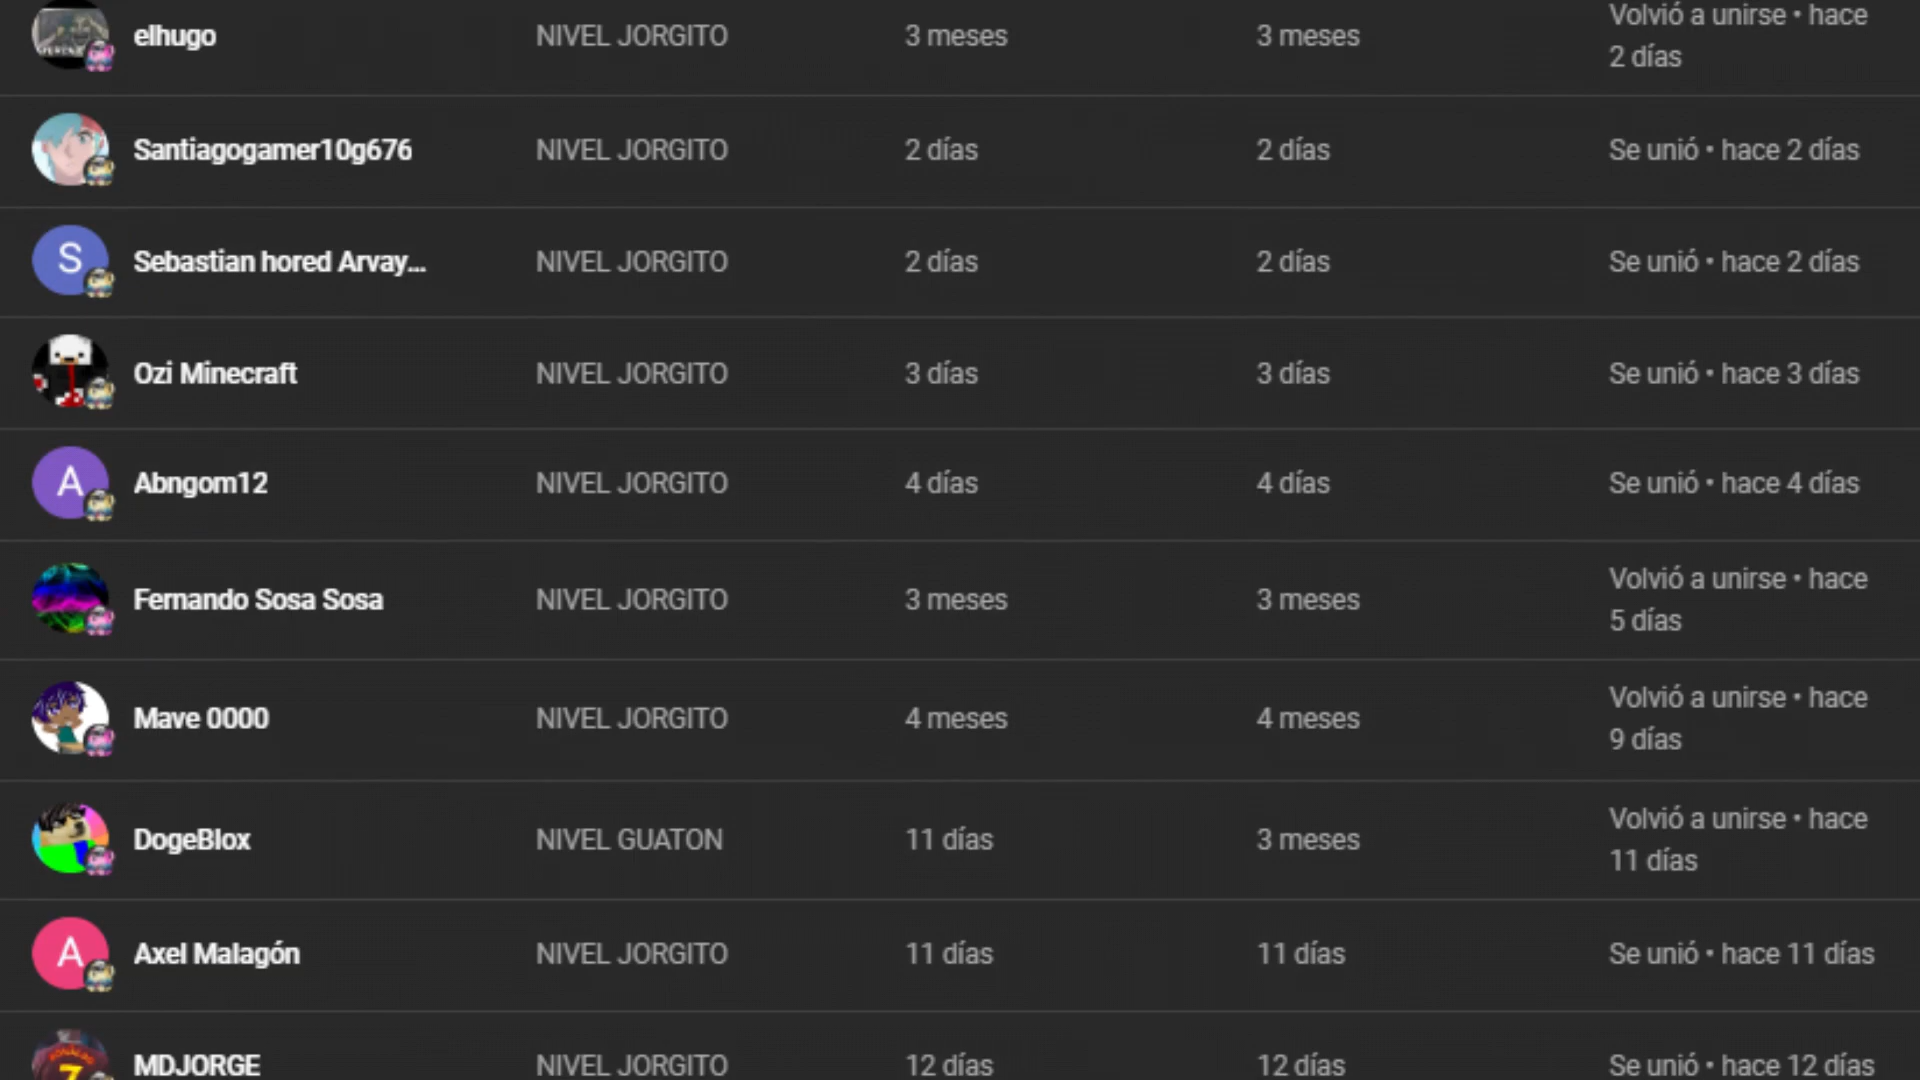 elhugo NIVEL JORGITO 3 meses 3 meses Volvió a unirse • hace
2 días
Santiagogamer10g676 NIVEL JORGITO 2 días 2 días Se unió • hace 2 días
S Sebastian hored Arvay... NIVEL JORGITO 2 días 2 días Se unió • hace 2 días
Ozi Minecraft NIVEL JORGITO 3 días 3 días Se unió • hace 3 días
A Abngom12 NIVEL JORGITO 4 días 4 días Se unió • hace 4 días
Fernando Sosa Sosa NIVEL JORGITO 3 meses 3 meses Volvió a unirse • hace
5 días
Mave 0000 NIVEL JORGITO 4 meses 4 meses Volvió a unirse • hace
9 días
DogeBlox NIVEL GUATON 11 días 3 meses Volvió a unirse • hace
11 días
A Axel Malagón NIVEL JORGITO 11 días 11 días Se unió • hace 11 días
RONALDO
7 MDJORGE NIVEL JORGITO 12 días 12 días Se unió • hace 12 días